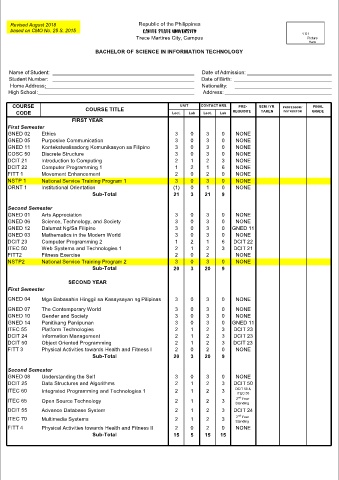 Revised August 2018
based on CMO No. 25 S. 2015
Republic of the Philippines
CAVITE STATE UNIVERSITY
Trece Martires City, Campus
1 X 1
Picture
Here
BACHELOR OF SCIENCE IN INFORMATION TECHNOLOGY
Name of Student: Date of Admission:
Student Number: Date of Birth:
Home Address: Nationality:
High School: Address:
COURSE CODE COURSE TITLE UNIT Lect. Lab CONTACT HRS Lect. Lab PRE-REQUISITE SEM / YR TAKEN PROFESSOR / INSTRUCTOR FINAL GRADE
FIRST YEAR
First Semester
GNED 02 Ethics 3 0 3 0 NONE
GNED 05 Purposive Communication 3 0 3 0 NONE
GNED 11 Kontekstwalisadong Komunikasyon sa Filipino 3 0 3 0 NONE
COSC 50 Discrete Structure 3 0 3 0 NONE
DCIT 21 Introduction to Computing 2 1 2 3 NONE
DCIT 22 Computer Programming 1 1 2 1 6 NONE
FITT 1 Movement Enhancement 2 0 2 0 NONE
NSTP 1 National Service Training Program 1 3 0 3 0 NONE
ORNT 1 Institutional Orientation (1) 0 1 0 NONE
Sub-Total 21 3 21 9
Second Semester
GNED 01 Arts Appreciation 3 0 3 0 NONE
GNED 06 Science, Technology, and Society 3 0 3 0 NONE
GNED 12 Dalumat Ng/Sa Filipino 3 0 3 0 GNED 11
GNED 03 Mathematics in the Modern World 3 0 3 0 NONE
DCIT 23 Computer Programming 2 1 2 1 6 DCIT 22
ITEC 50 Web Systems and Technologies 1 2 1 2 3 DCIT 21
FITT2 Fitness Exercise 2 0 2 NONE
NSTP2 National Service Training Program 2 3 0 3 0 NONE
Sub-Total 20 3 20 9
SECOND YEAR
First Semester
GNED 04 Mga Babasahin Hinggil sa Kasaysayan ng Pilipinas 3 0 3 0 NONE
GNED 07 The Contemporary World 3 0 3 0 NONE
GNED 10 Gender and Society 3 0 3 0 NONE
GNED 14 Panitikang Panlipunan 3 0 3 0 GNED 11
ITEC 55 Platform Technologies 2 1 2 3 DCIT 23
DCIT 24 Information Management 2 1 2 3 DCIT 23
DCIT 50 Object Oriented Programming 2 1 2 3 DCIT 23
FITT 3 Physical Activities towards Health and Fitness I 2 0 2 0 NONE
Sub-Total 20 3 20 9
Second Semester
GNED 08 Understanding the Self 3 0 3 0 NONE
DCIT 25 Data Structures and Algorithms 2 1 2 3 DCIT 50
ITEC 60 Integrated Programming and Technologies 1 2 1 2 3 DCIT 50 & ITEC 50
ITEC 65 Open Source Technology 2 1 2 3 2nd Year Standing
DCIT 55 Advance Database System 2 1 2 3 DCIT 24
ITEC 70 Multimedia Systems 2 1 2 3 2nd Year Standing
FITT 4 Physical Activities towards Health and Fitness II 2 0 2 0 NONE
Sub-Total 15 5 15 15